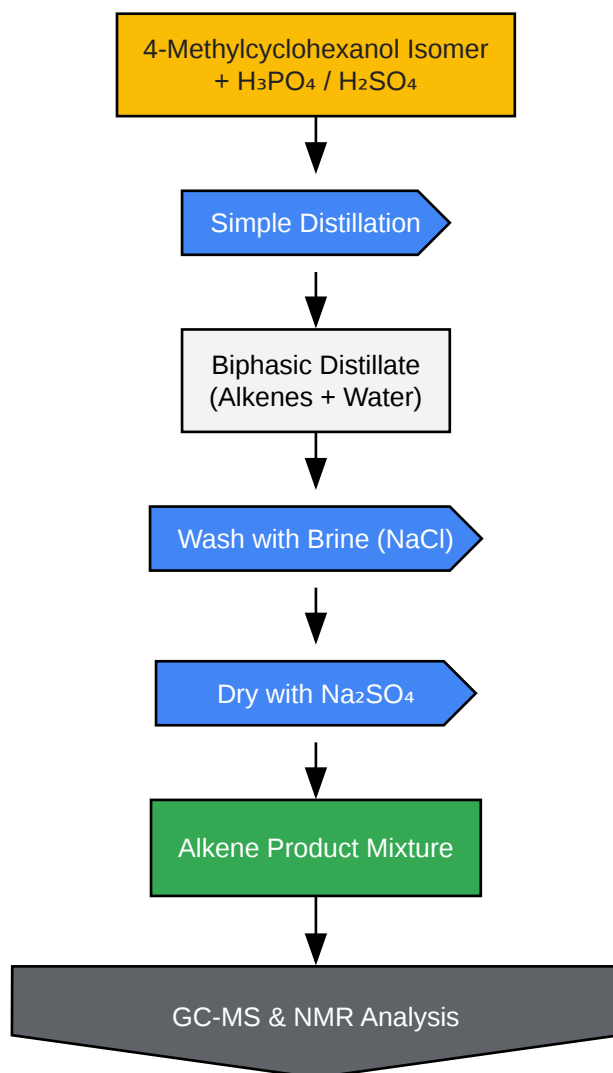 4-Methylcyclohexanol Isomer
+ H₃PO₄ / H₂SO₄
Simple Distillation
Biphasic Distillate
(Alkenes + Water)
Wash with Brine (NaCl)
Dry with Na₂SO₄
Alkene Product Mixture
GC-MS & NMR Analysis